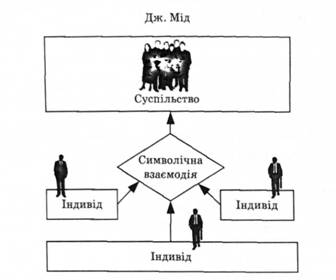 Дж. Мід
Суспільство
Символічна
взаємодія
Індивід
Індивід
Індивід